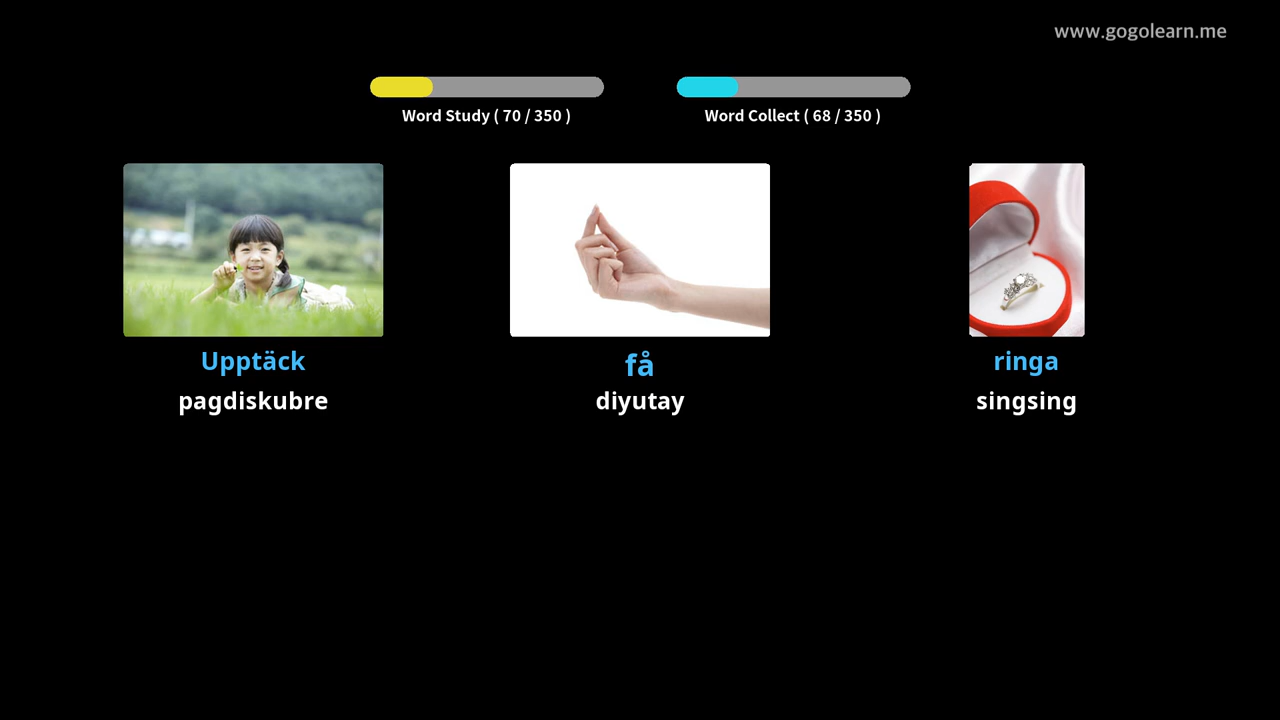 www.gogolearn.me
Word Study ( 70 / 350 )
Word Collect ( 68 / 350 )
Upptäck
få
ringa
pagdiskubre
diyutay
singsing